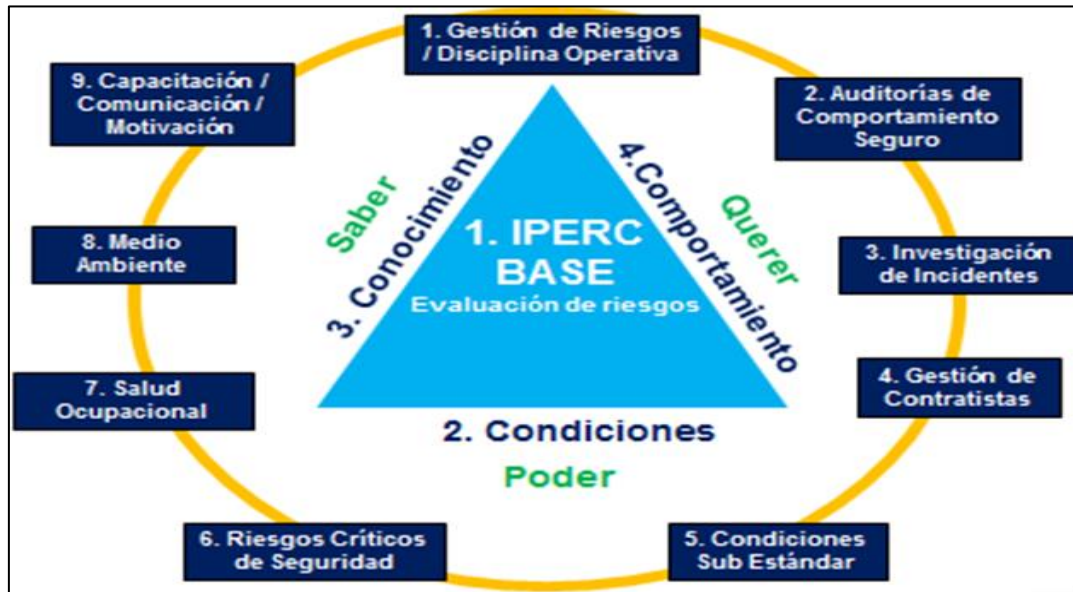 1. Gestión de Riesgos
/ Disciplina Operativa
2. Auditorías de
Comportamiento
Seguro
3. Investigación
de Incidentes
4. Gestión de
Contratistas
5. Condiciones
Sub Estándar
6. Riesgos Críticos
de Seguridad
7. Salud
Ocupacional
8. Medio
Ambiente
9. Capacitación /
Comunicación /
Motivación
1. IPERC
BASE
Evaluación de riesgos
2. Condiciones
Poder
3. Conocimiento
Saber
4.Comportamiento
Querer